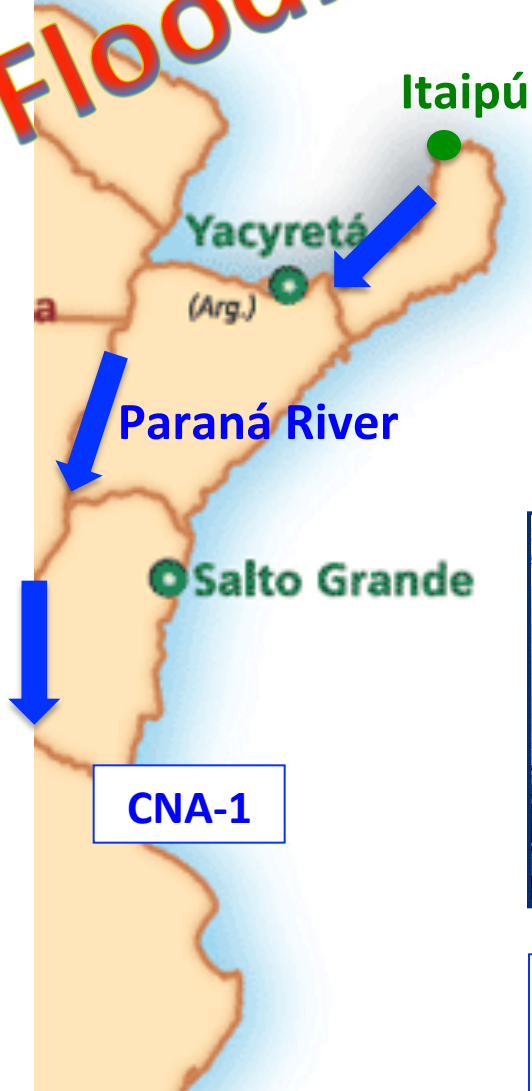 Flood
Itaipú
Yacyretá
(Arg.)
a
Paraná River
Salto Grande
CNA-1